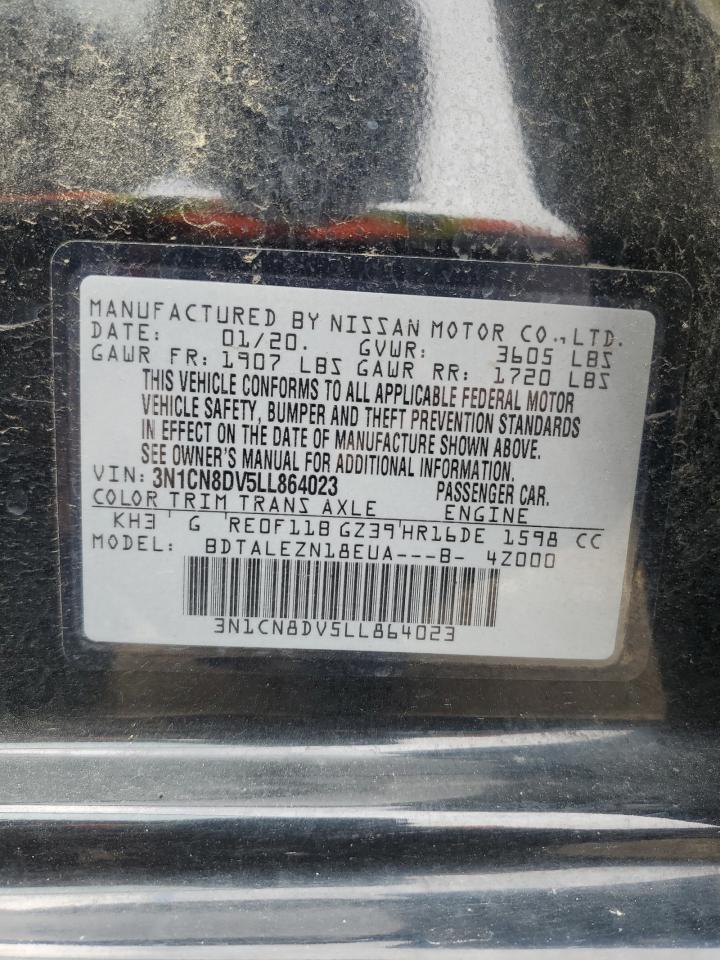 MANUFACTURED BY NISSAN MOTOR CO., LTD.
DATE: 01/20. GVWR: 3605 LBS
GAWR FR: 1907 LBS GAWR RR: 1720 LBS
THIS VEHICLE CONFORMS TO ALL APPLICABLE FEDERAL MOTOR
VEHICLE SAFETY, BUMPER AND THEFT PREVENTION STANDARDS
IN EFFECT ON THE DATE OF MANUFACTURE SHOWN ABOVE.
SEE OWNER'S MANUAL FOR ADDITIONAL INFORMATION
VIN: 3N1CN8DV5LL864023 PASSENGER CAR.
COLOR TRIM TRANS AXLE ENGINE
KH3 G RE0F11B GZ39 HR16DE 1598 CC
MODEL: BDTALEZN18EUA---B- 4Z000
3N1CN8DV5LL864023